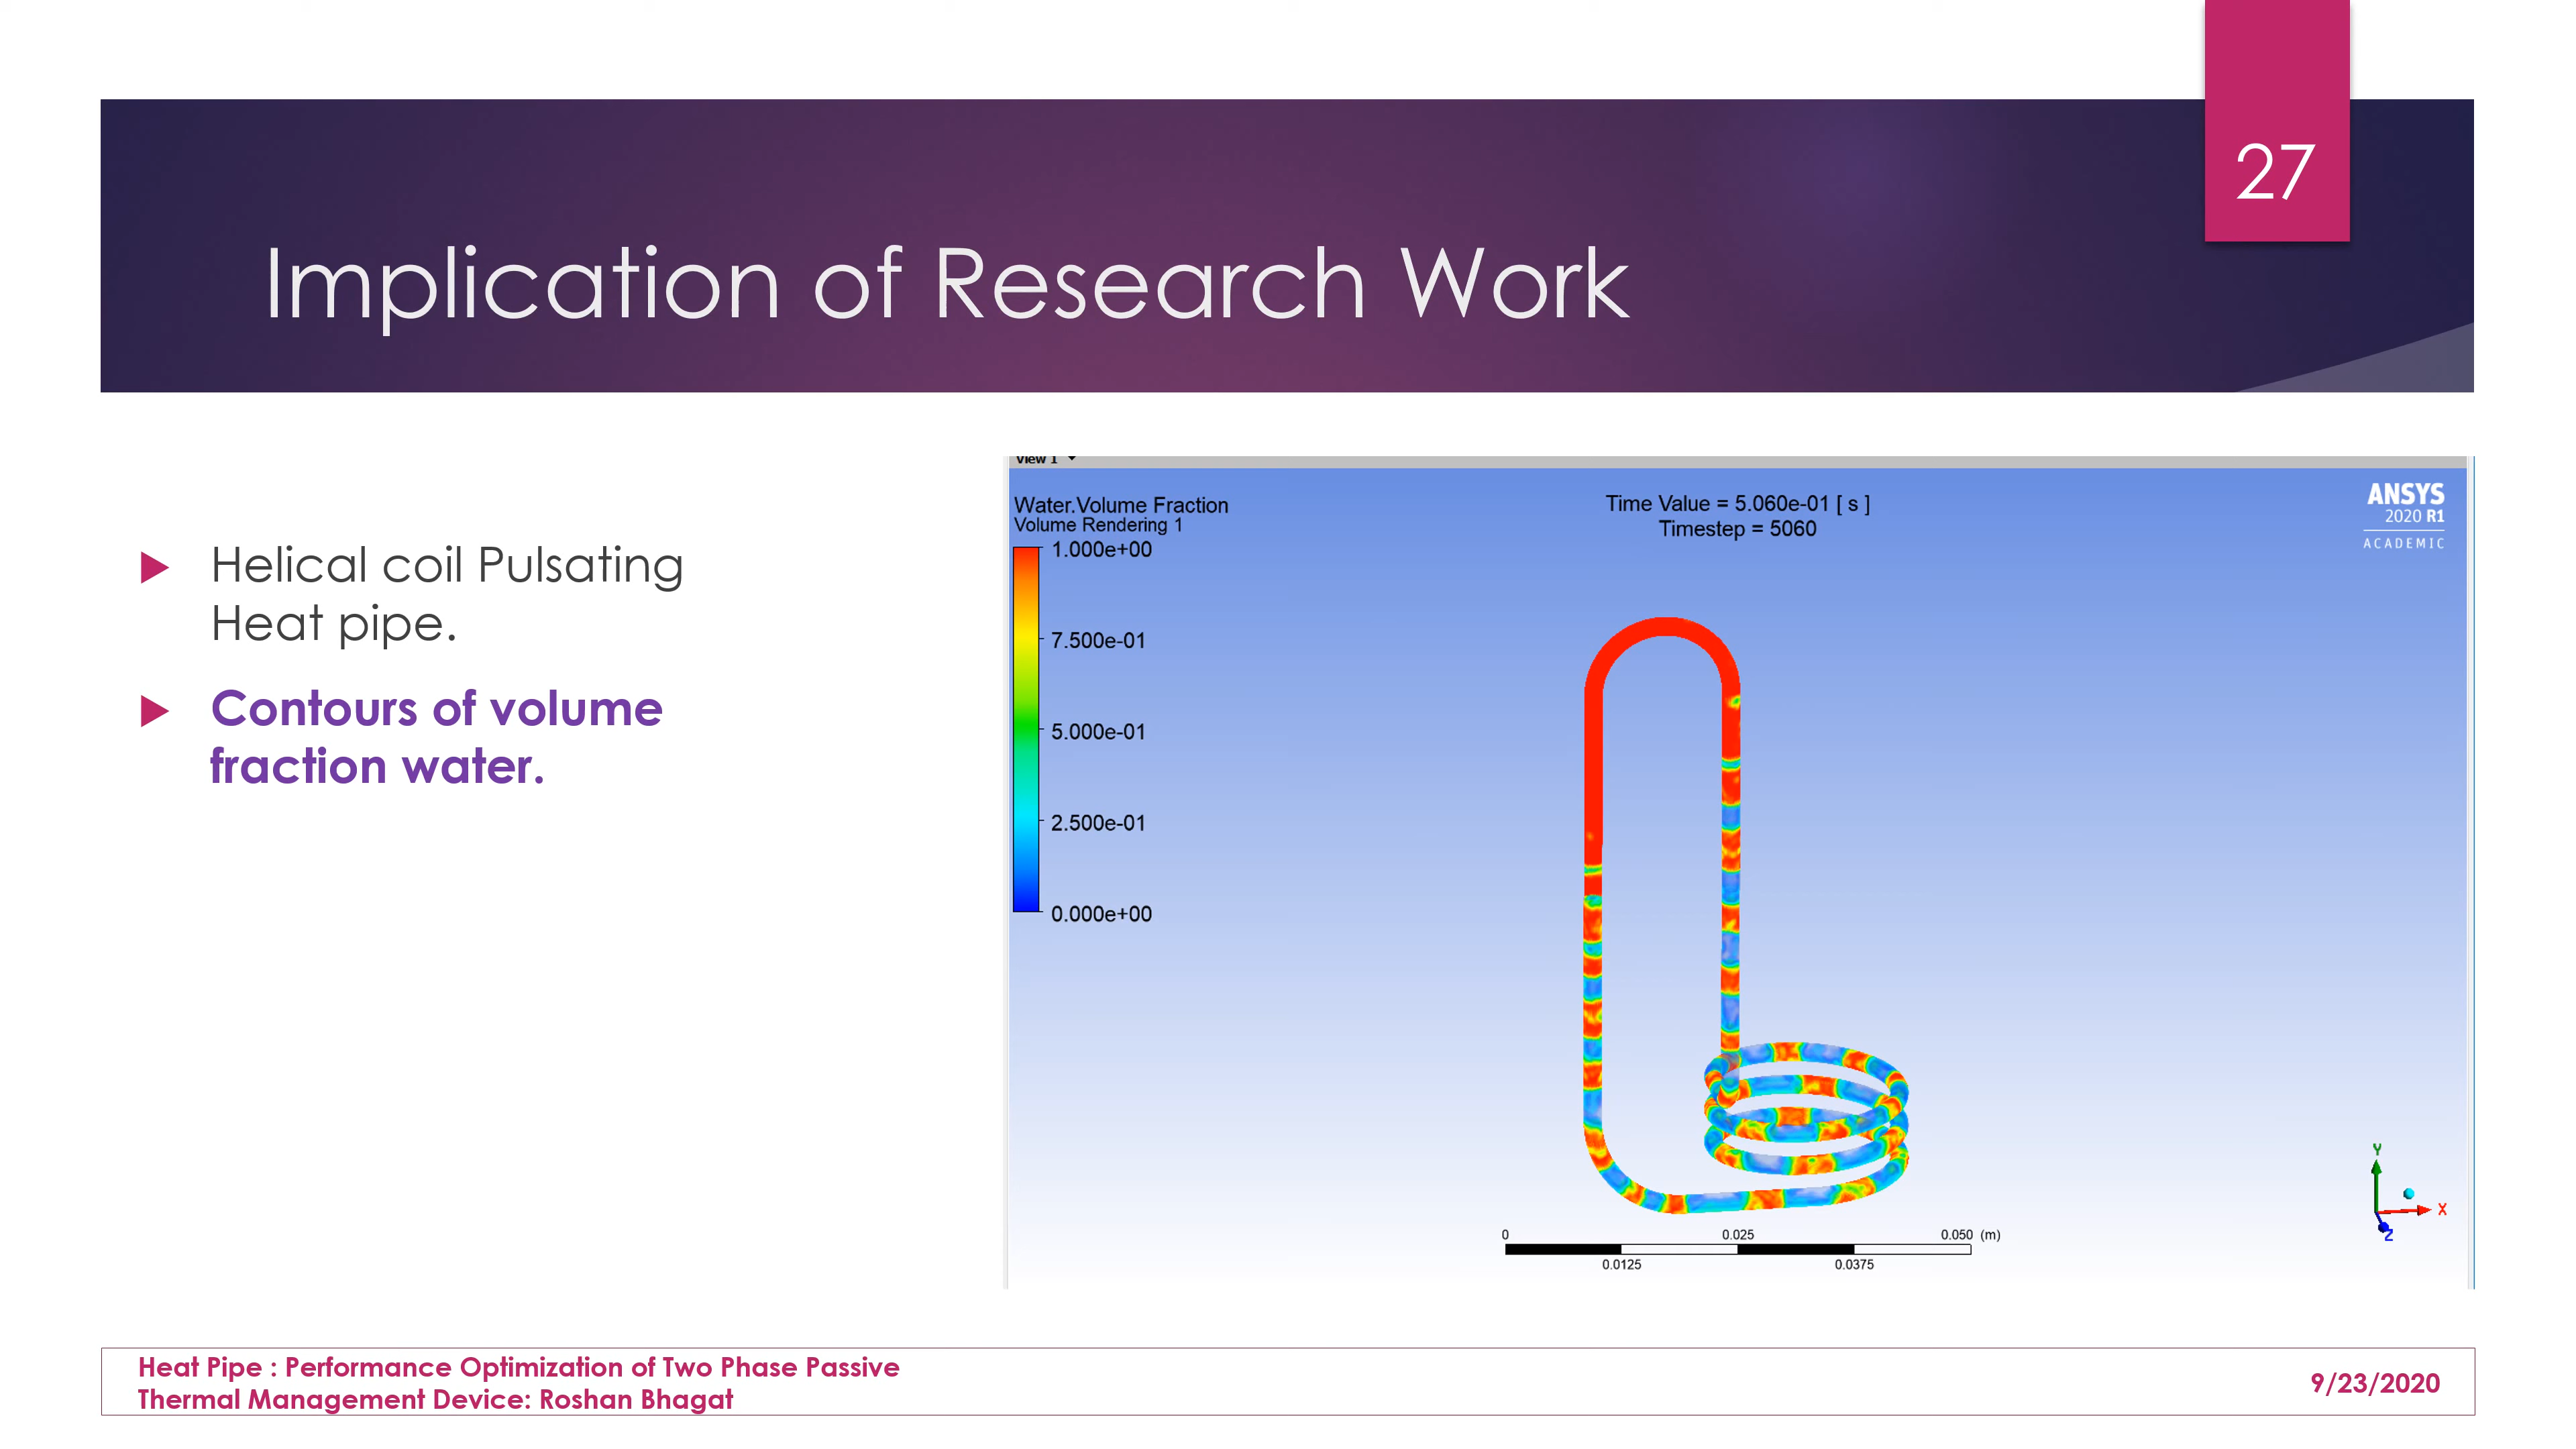 27
Implication of Research Work
Helical coil Pulsating
Heat pipe.
Contours of volume
fraction water.
View 1
Water.Volume Fraction
Volume Rendering 1
1.000e+00
7.500e-01
5.000e-01
2.500e-01
0.000e+00
Time Value = 5.060e-01 [ s ]
Timestep = 5060
ANSYS
2020 R1
ACADEMIC
0 0.025 0.050 (m)
0.0125 0.0375
Y
X
Z
Heat Pipe : Performance Optimization of Two Phase Passive
Thermal Management Device: Roshan Bhagat
9/23/2020